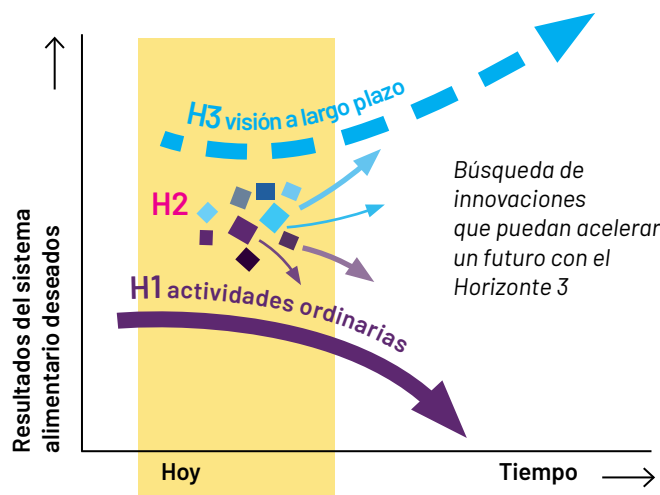 H3 visión a largo plazo
H2
Búsqueda de
innovaciones
que puedan acelerar
un futuro con el
Horizonte 3
H1 actividades ordinarias
Resultados del sistema
alimentario deseados
Hoy
Tiempo